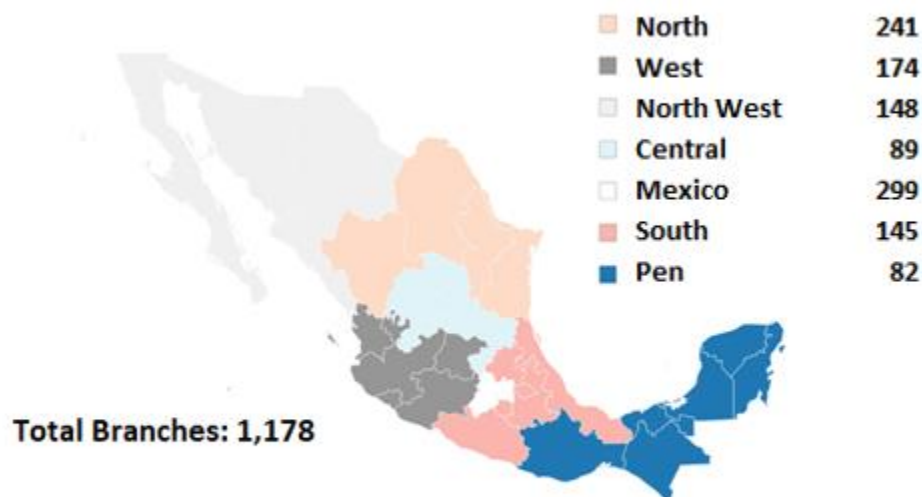 North 241
West 174
North West 148
Central 89
Mexico 299
South 145
Pen 82
Total Branches: 1,178